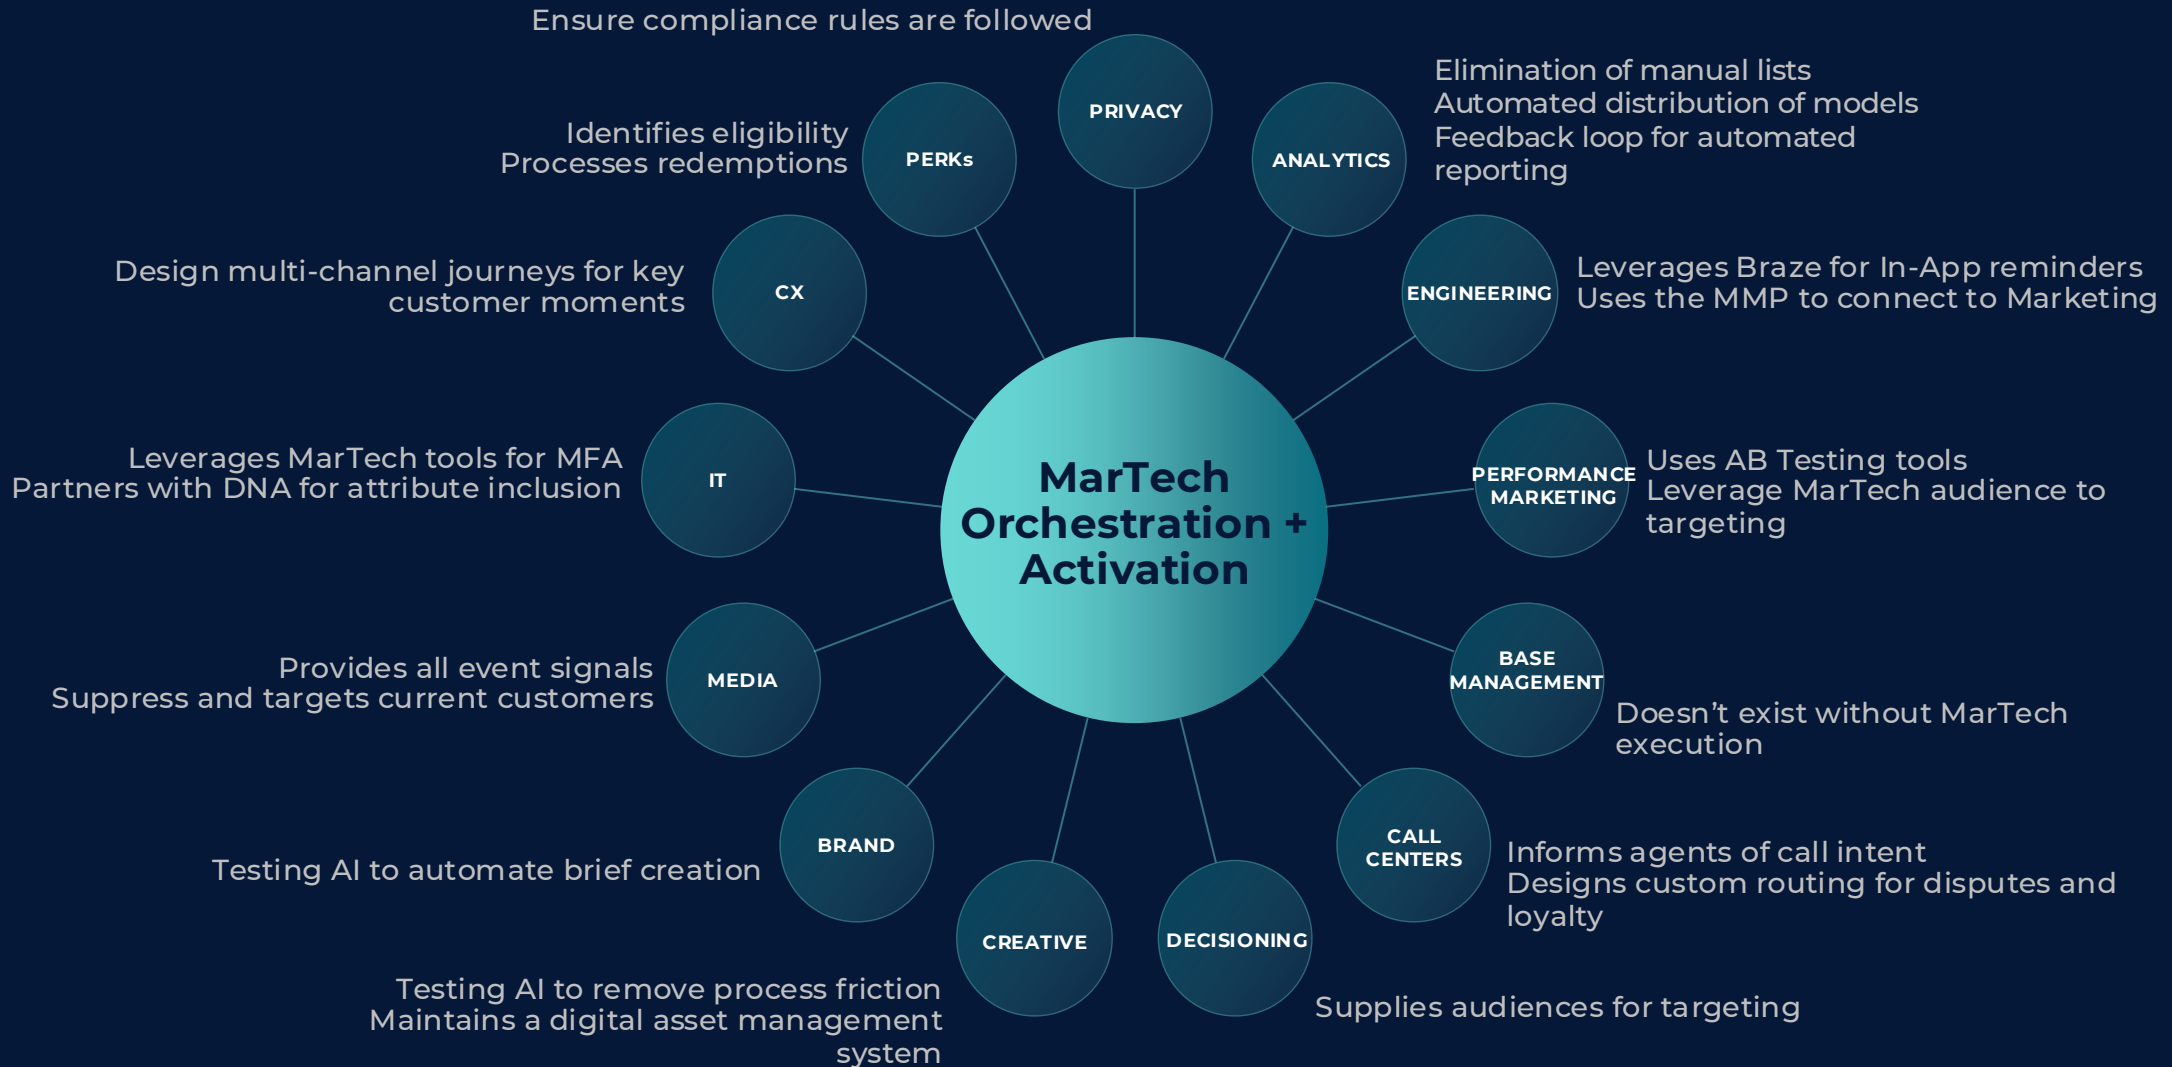 Ensure compliance rules are followed
PRIVACY
Elimination of manual lists
Automated distribution of models
Feedback loop for automated
reporting
ANALYTICS
Identifies eligibility
Processes redemptions
PERKs
Design multi-channel journeys for key
customer moments
CX
ENGINEERING
Leverages Braze for In-App reminders
Uses the MMP to connect to Marketing
Leverages MarTech tools for MFA
Partners with DNA for attribute inclusion
IT
MarTech
Orchestration +
Activation
PERFORMANCE
MARKETING
Uses AB Testing tools
Leverage MarTech audience to
targeting
Provides all event signals
Suppress and targets current customers
MEDIA
BASE
MANAGEMENT
Doesn’t exist without MarTech
execution
Testing AI to automate brief creation
BRAND
CALL
CENTERS
Informs agents of call intent
Designs custom routing for disputes and
loyalty
CREATIVE
Testing AI to remove process friction
Maintains a digital asset management
system
DECISIONING
Supplies audiences for targeting